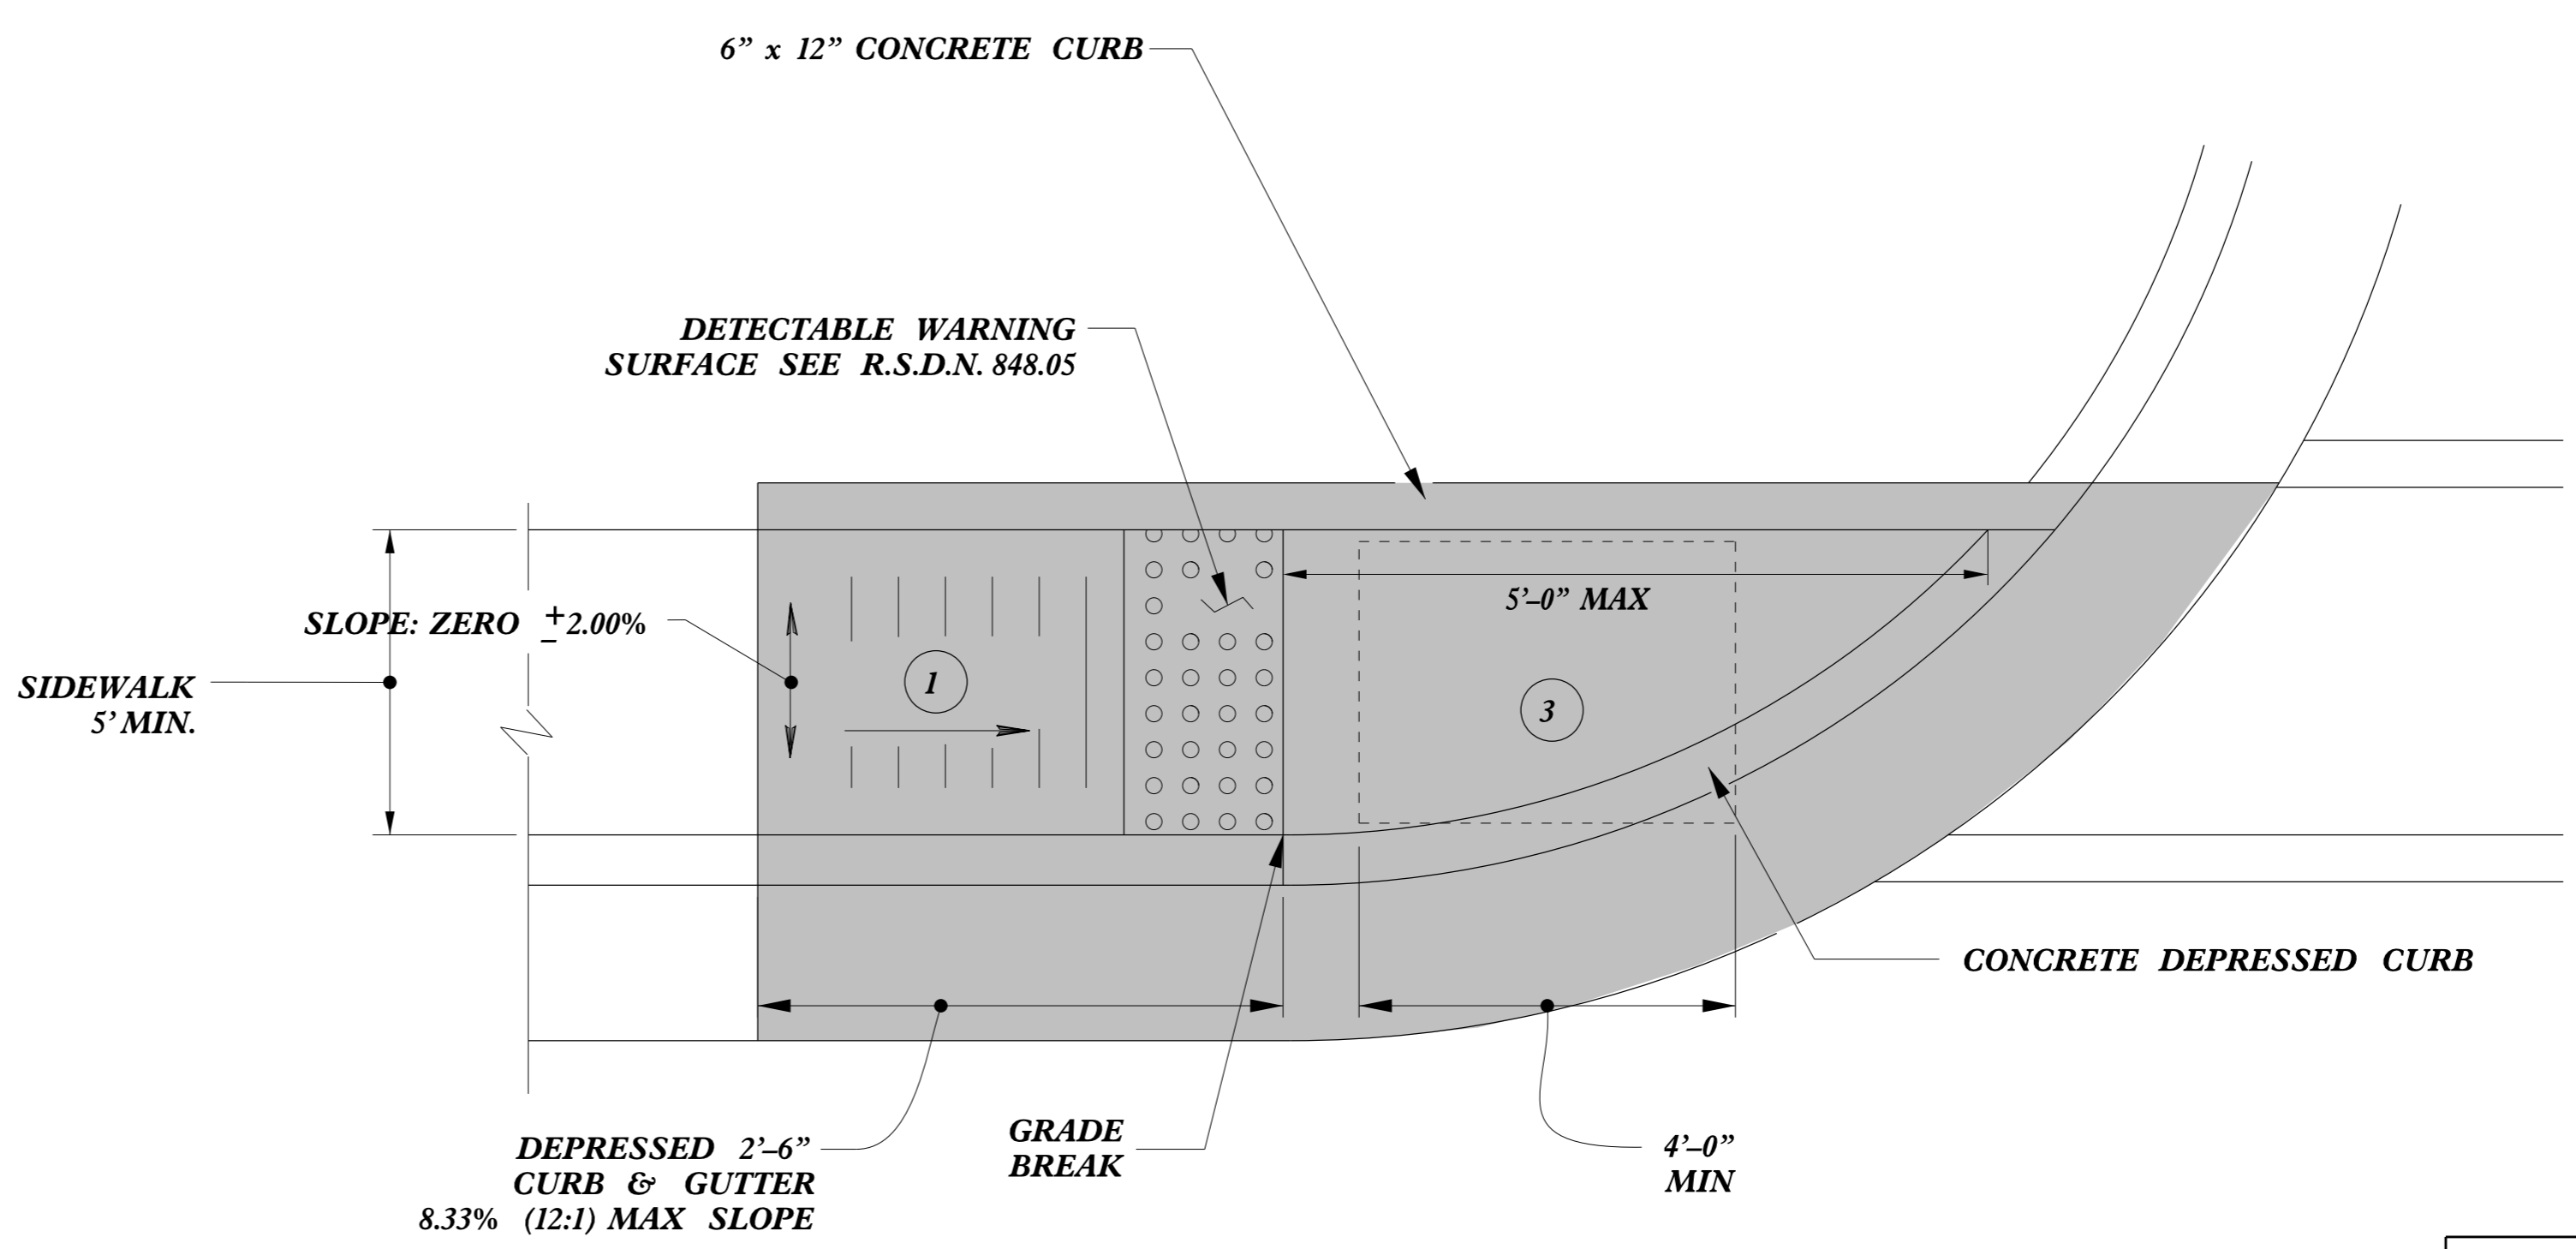 6” x 12” CONCRETE CURB
DETECTABLE WARNING
SURFACE SEE R.S.D.N. 848.05
5’–0” MAX
SLOPE: ZERO ±2.00%
SIDEWALK
5’ MIN.
1
3
CONCRETE DEPRESSED CURB
DEPRESSED 2’–6”
CURB & GUTTER
8.33% (12:1) MAX SLOPE
GRADE
BREAK
4’–0”
MIN